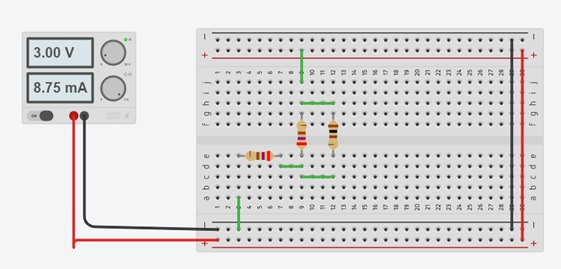 3.00 V
8.75 mA
- -
+ +
1 2 3 4 5 6 7 8 9 10 11 12 13 14 15 16 17 18 19 20 21 22 23 24 25 26 27 28 29 30
j j
i i
h h
g g
f f
e e
d d
c c
b b
a a
1 2 3 4 5 6 7 8 9 10 11 12 13 14 15 16 17 18 19 20 21 22 23 24 25 26 27 28 29 30
- -
+ +